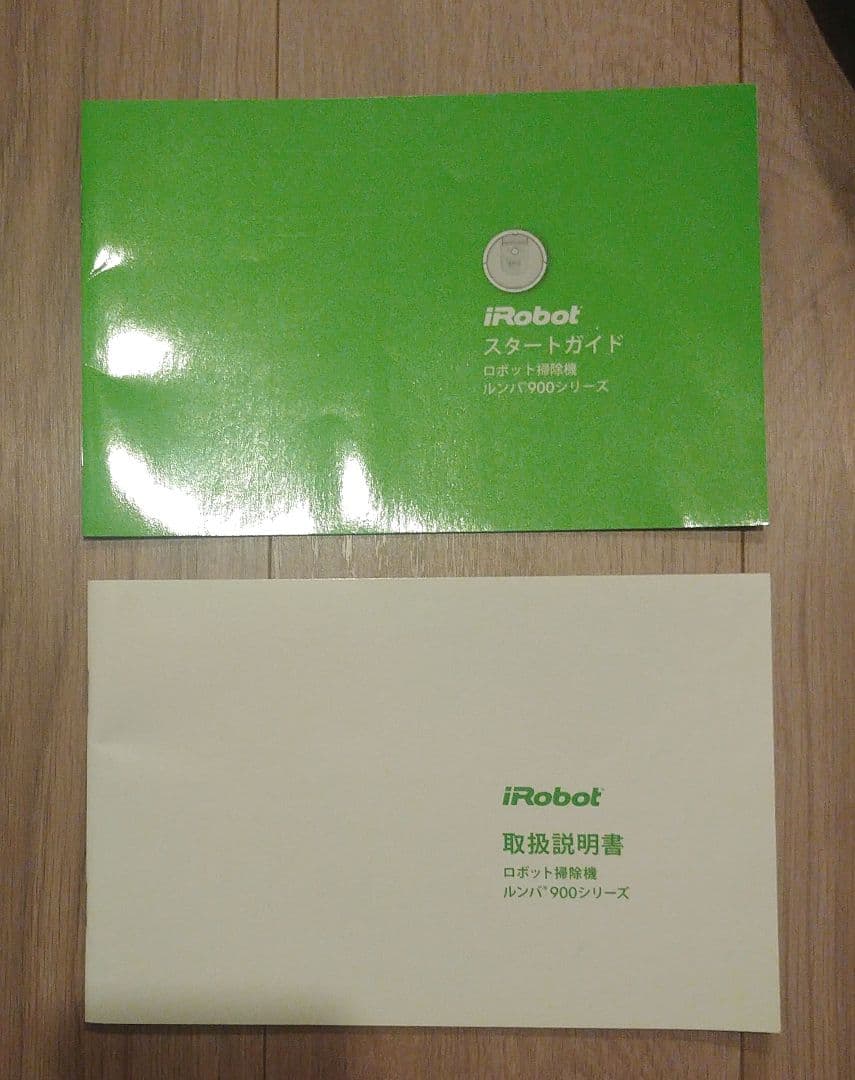 iRobot
スタートガイド
ロボット掃除機
ルンバ®900シリーズ
iRobot®
取扱説明書
ロボット掃除機
ルンバ®900シリーズ